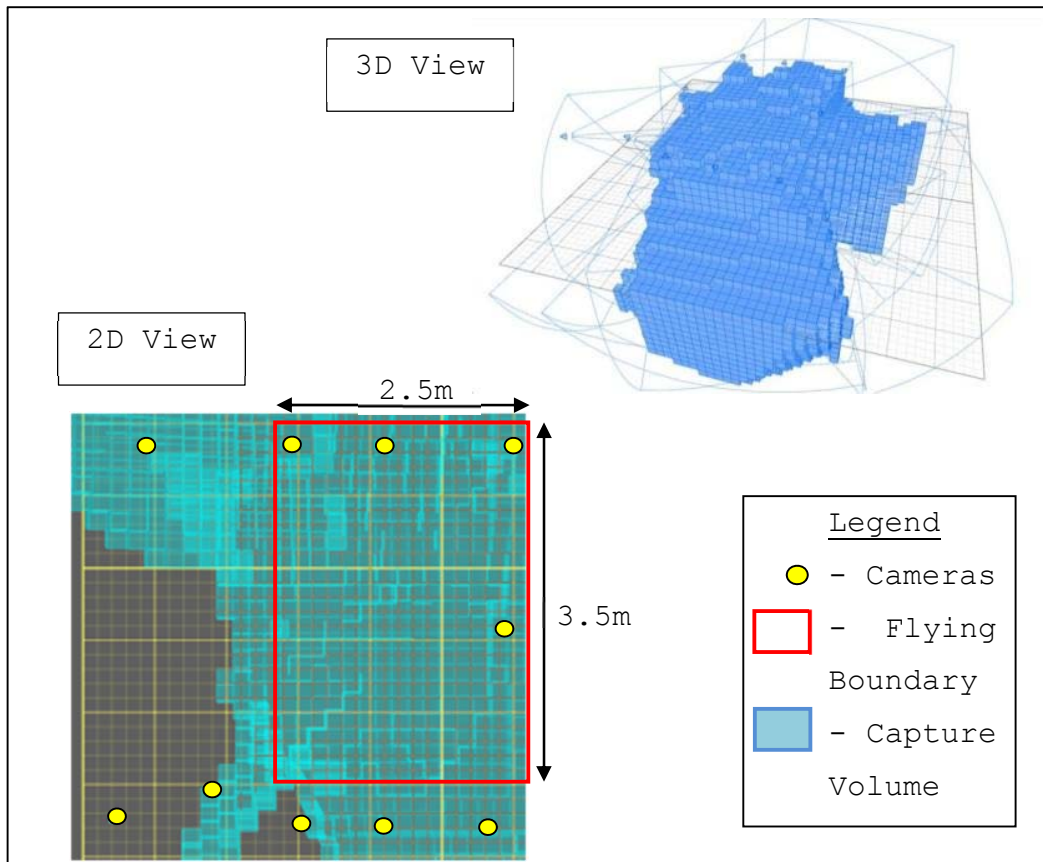 3D View
2D View
2.5m
3.5m
Legend
- Cameras
- Flying
Boundary
- Capture
Volume